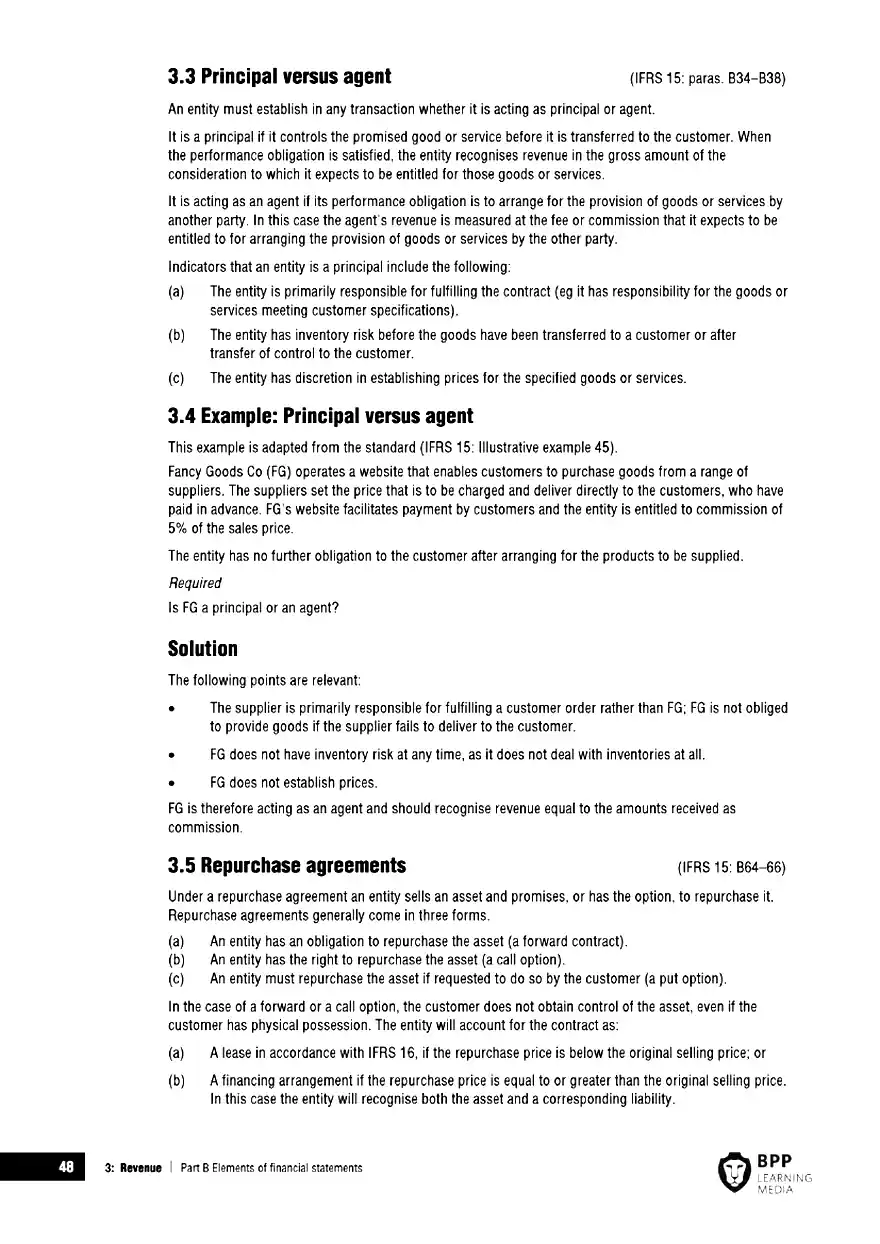 3.3 Principal versus agent (IFRS 15: paras. B34–B38)
An entity must establish in any transaction whether it is acting as principal or agent.
It is a principal if it controls the promised good or service before it is transferred to the customer. When
the performance obligation is satisfied, the entity recognises revenue in the gross amount of the
consideration to which it expects to be entitled for those goods or services.
It is acting as an agent if its performance obligation is to arrange for the provision of goods or services by
another party. In this case the agent's revenue is measured at the fee or commission that it expects to be
entitled to for arranging the provision of goods or services by the other party.
Indicators that an entity is a principal include the following:
(a) The entity is primarily responsible for fulfilling the contract (eg it has responsibility for the goods or
services meeting customer specifications).
(b) The entity has inventory risk before the goods have been transferred to a customer or after
transfer of control to the customer.
(c) The entity has discretion in establishing prices for the specified goods or services.
3.4 Example: Principal versus agent
This example is adapted from the standard (IFRS 15: Illustrative example 45).
Fancy Goods Co (FG) operates a website that enables customers to purchase goods from a range of
suppliers. The suppliers set the price that is to be charged and deliver directly to the customers, who have
paid in advance. FG's website facilitates payment by customers and the entity is entitled to commission of
5% of the sales price.
The entity has no further obligation to the customer after arranging for the products to be supplied.
Required
Is FG a principal or an agent?
Solution
The following points are relevant:
• The supplier is primarily responsible for fulfilling a customer order rather than FG; FG is not obliged
to provide goods if the supplier fails to deliver to the customer.
• FG does not have inventory risk at any time, as it does not deal with inventories at all.
• FG does not establish prices.
FG is therefore acting as an agent and should recognise revenue equal to the amounts received as
commission.
3.5 Repurchase agreements (IFRS 15: B64–66)
Under a repurchase agreement an entity sells an asset and promises, or has the option, to repurchase it.
Repurchase agreements generally come in three forms.
(a) An entity has an obligation to repurchase the asset (a forward contract).
(b) An entity has the right to repurchase the asset (a call option).
(c) An entity must repurchase the asset if requested to do so by the customer (a put option).
In the case of a forward or a call option, the customer does not obtain control of the asset, even if the
customer has physical possession. The entity will account for the contract as:
(a) A lease in accordance with IFRS 16, if the repurchase price is below the original selling price; or
(b) A financing arrangement if the repurchase price is equal to or greater than the original selling price.
In this case the entity will recognise both the asset and a corresponding liability.
48 3: Revenue | Part B Elements of financial statements
BPP
LEARNING
MEDIA